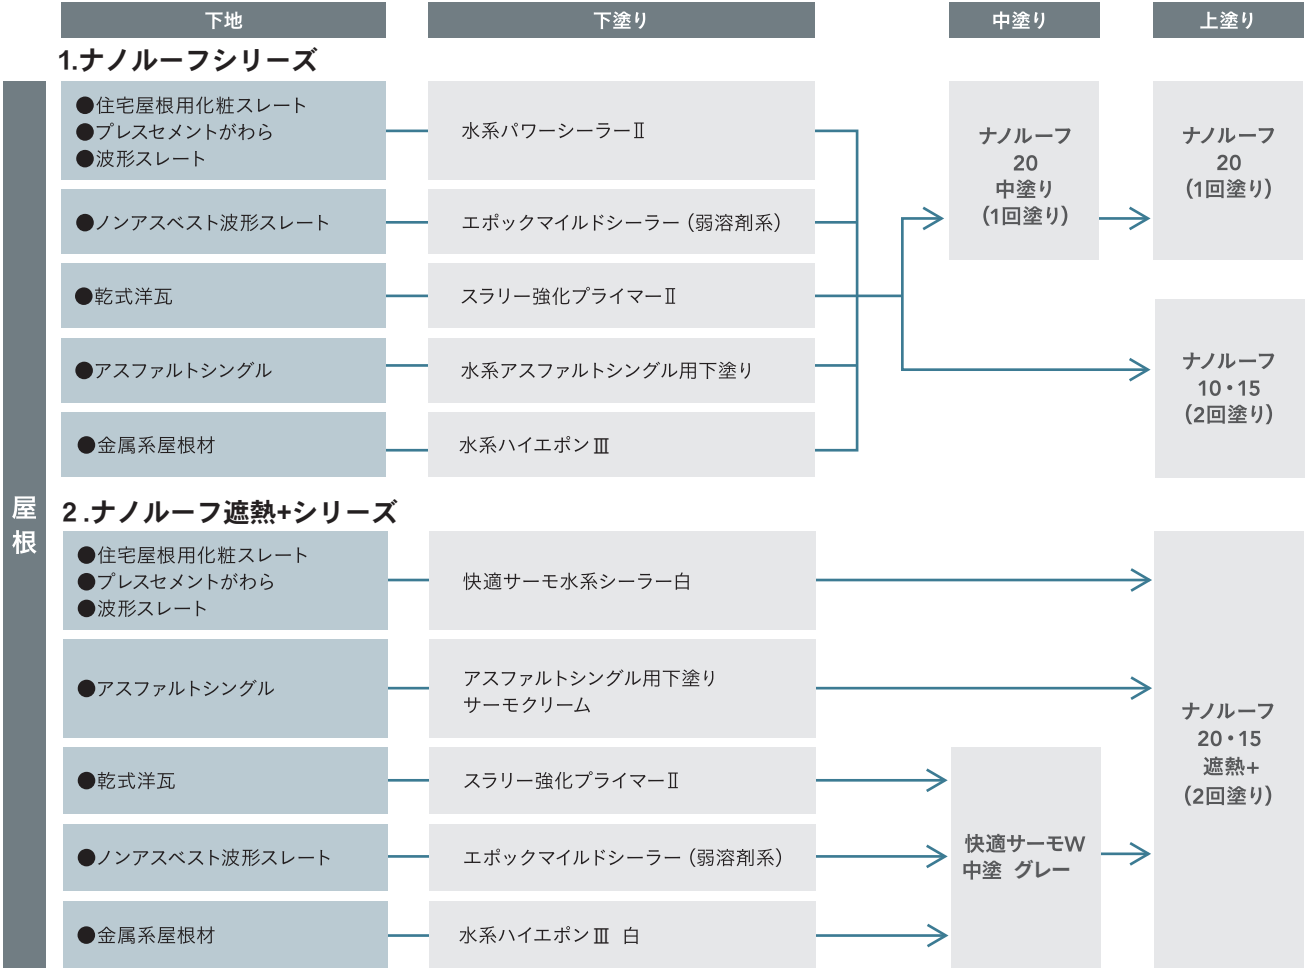 下地
下塗り
中塗り
上塗り
屋根
1.ナノルーフシリーズ
●住宅屋根用化粧スレート
●プレスセメントがわら
●波形スレート
水系パワーシーラーⅡ
●ノンアスベスト波形スレート
エポックマイルドシーラー(弱溶剤系)
●乾式洋瓦
スラリー強化プライマーⅡ
●アスファルトシングル
水系アスファルトシングル用下塗り
●金属系屋根材
水系ハイエポンⅢ
ナノルーフ
20
中塗り
(1回塗り)
ナノルーフ
20
(1回塗り)
ナノルーフ
10・15
(2回塗り)
2.ナノルーフ遮熱+シリーズ
●住宅屋根用化粧スレート
●プレスセメントがわら
●波形スレート
快適サーモ水系シーラー白
●アスファルトシングル
アスファルトシングル用下塗り
サーモクリーム
●乾式洋瓦
スラリー強化プライマーⅡ
●ノンアスベスト波形スレート
エポックマイルドシーラー(弱溶剤系)
●金属系屋根材
水系ハイエポンⅢ 白
快適サーモW
中塗 グレー
ナノルーフ
20・15
遮熱+
(2回塗り)